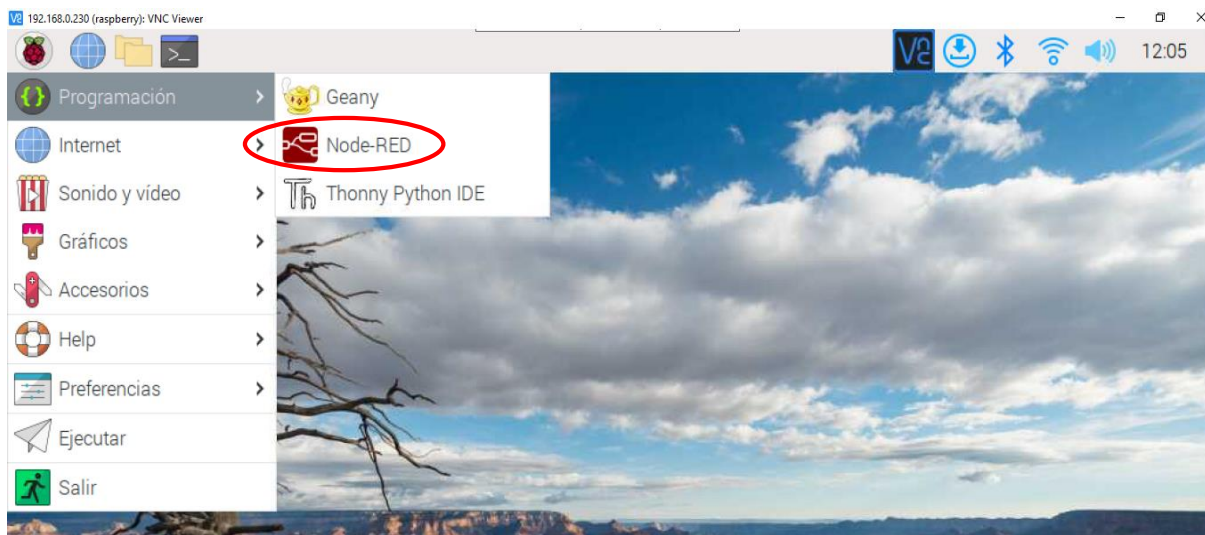 192.168.0.230 (raspberry): VNC Viewer
12:05
Programación
Geany
Internet
Node-RED
Sonido y vídeo
Thonny Python IDE
Gráficos
Accesorios
Help
Preferencias
Ejecutar
Salir